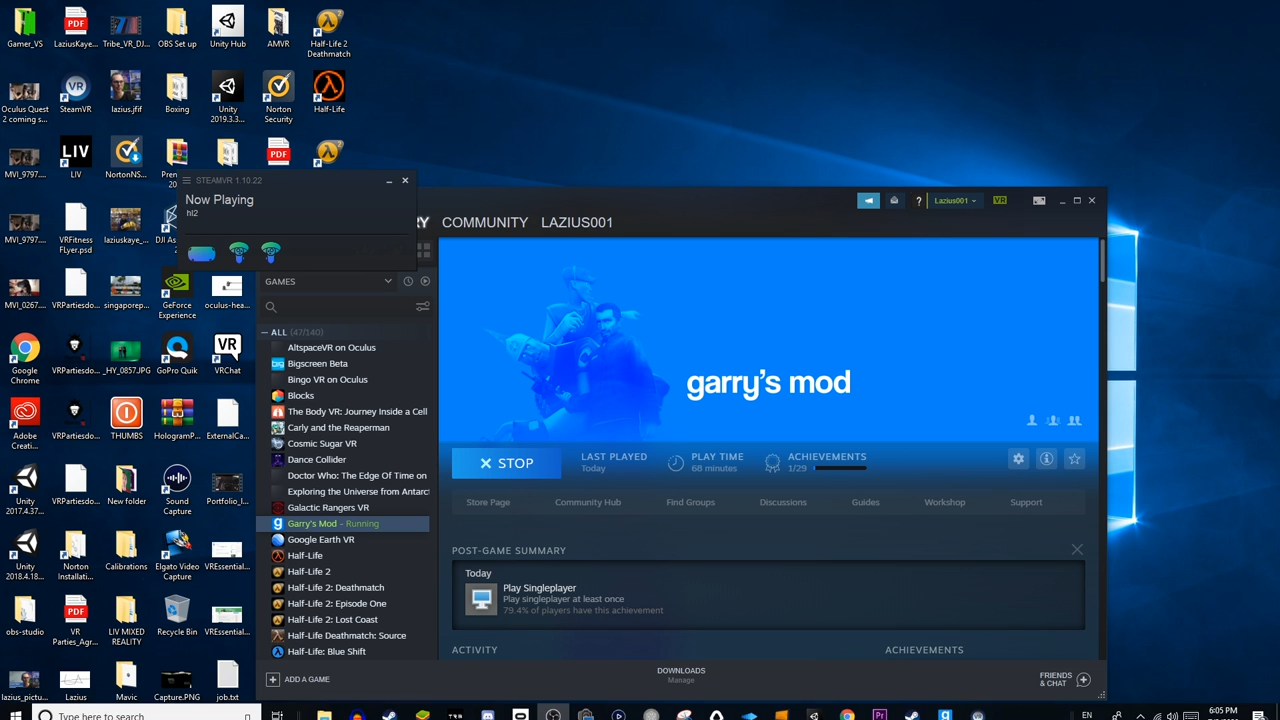 Gamer_VS
LaziusKaye...
Tribe_VR_DJ...
OBS Set up
Unity Hub
AMVR
Half-Life 2
Deathmatch
Oculus Quest
2 coming s...
SteamVR
lazius.jfif
Boxing
Unity
2019.3.3...
Norton
Security
Half-Life
MVI_9797....
LIV
NortonNS...
STEAMVR 1.10.22
Now Playing
hl2
MVI_9797....
VRFitness
FLyer.psd
laziuskaye_...
DJI As
MVI_0267....
VRPartiesdo...
singaporep...
GeForce
Experience
oculus-hea...
Google
Chrome
VRPartiesd...
_HY_0857.JPG
GoPro Quik
VRChat
Adobe
Creati...
VRPartiesd...
THUMBS
HologramP...
ExternalCa...
Unity
2017.4.37...
VRPartiesdo...
New folder
Sound
Capture
Portfolio_I...
Unity
2018.4.18...
Norton
Installati...
Calibrations
Elgato Video
Capture
VREssential...
obs-studio
VR
Parties_Agr...
LIV MIXED
REALITY
Recycle Bin
VREssential...
lazius_pictu...
Lazius
Mavic
Capture.PNG
job.txt
Lazius001
VR
COMMUNITY LAZIUS001
GAMES
ALL (47/140)
AltspaceVR on Oculus
Bigscreen Beta
Bingo VR on Oculus
Blocks
The Body VR: Journey Inside a Cell
Carly and the Reaperman
Cosmic Sugar VR
Dance Collider
Doctor Who: The Edge Of Time on
Exploring the Universe from Antarct
Galactic Rangers VR
Garry's Mod - Running
Google Earth VR
Half-Life
Half-Life 2
Half-Life 2: Deathmatch
Half-Life 2: Episode One
Half-Life 2: Lost Coast
Half-Life Deathmatch: Source
Half-Life: Blue Shift
garry's mod
STOP
LAST PLAYED
Today
PLAY TIME
68 minutes
ACHIEVEMENTS
1/29
Store Page
Community Hub
Find Groups
Discussions
Guides
Workshop
Support
POST-GAME SUMMARY
Today
Play Singleplayer
Play singleplayer at least once
79.4% of players have this achievement
ACTIVITY
ACHIEVEMENTS
ADD A GAME
DOWNLOADS
Manage
FRIENDS
& CHAT
Type here to search
EN
6:05 PM